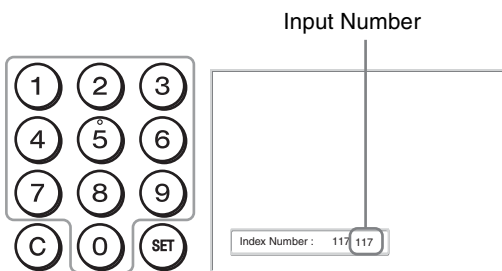 Input Number
1 2 3
4 5 6
7 8 9
C 0 SET
Index Number : 117 117